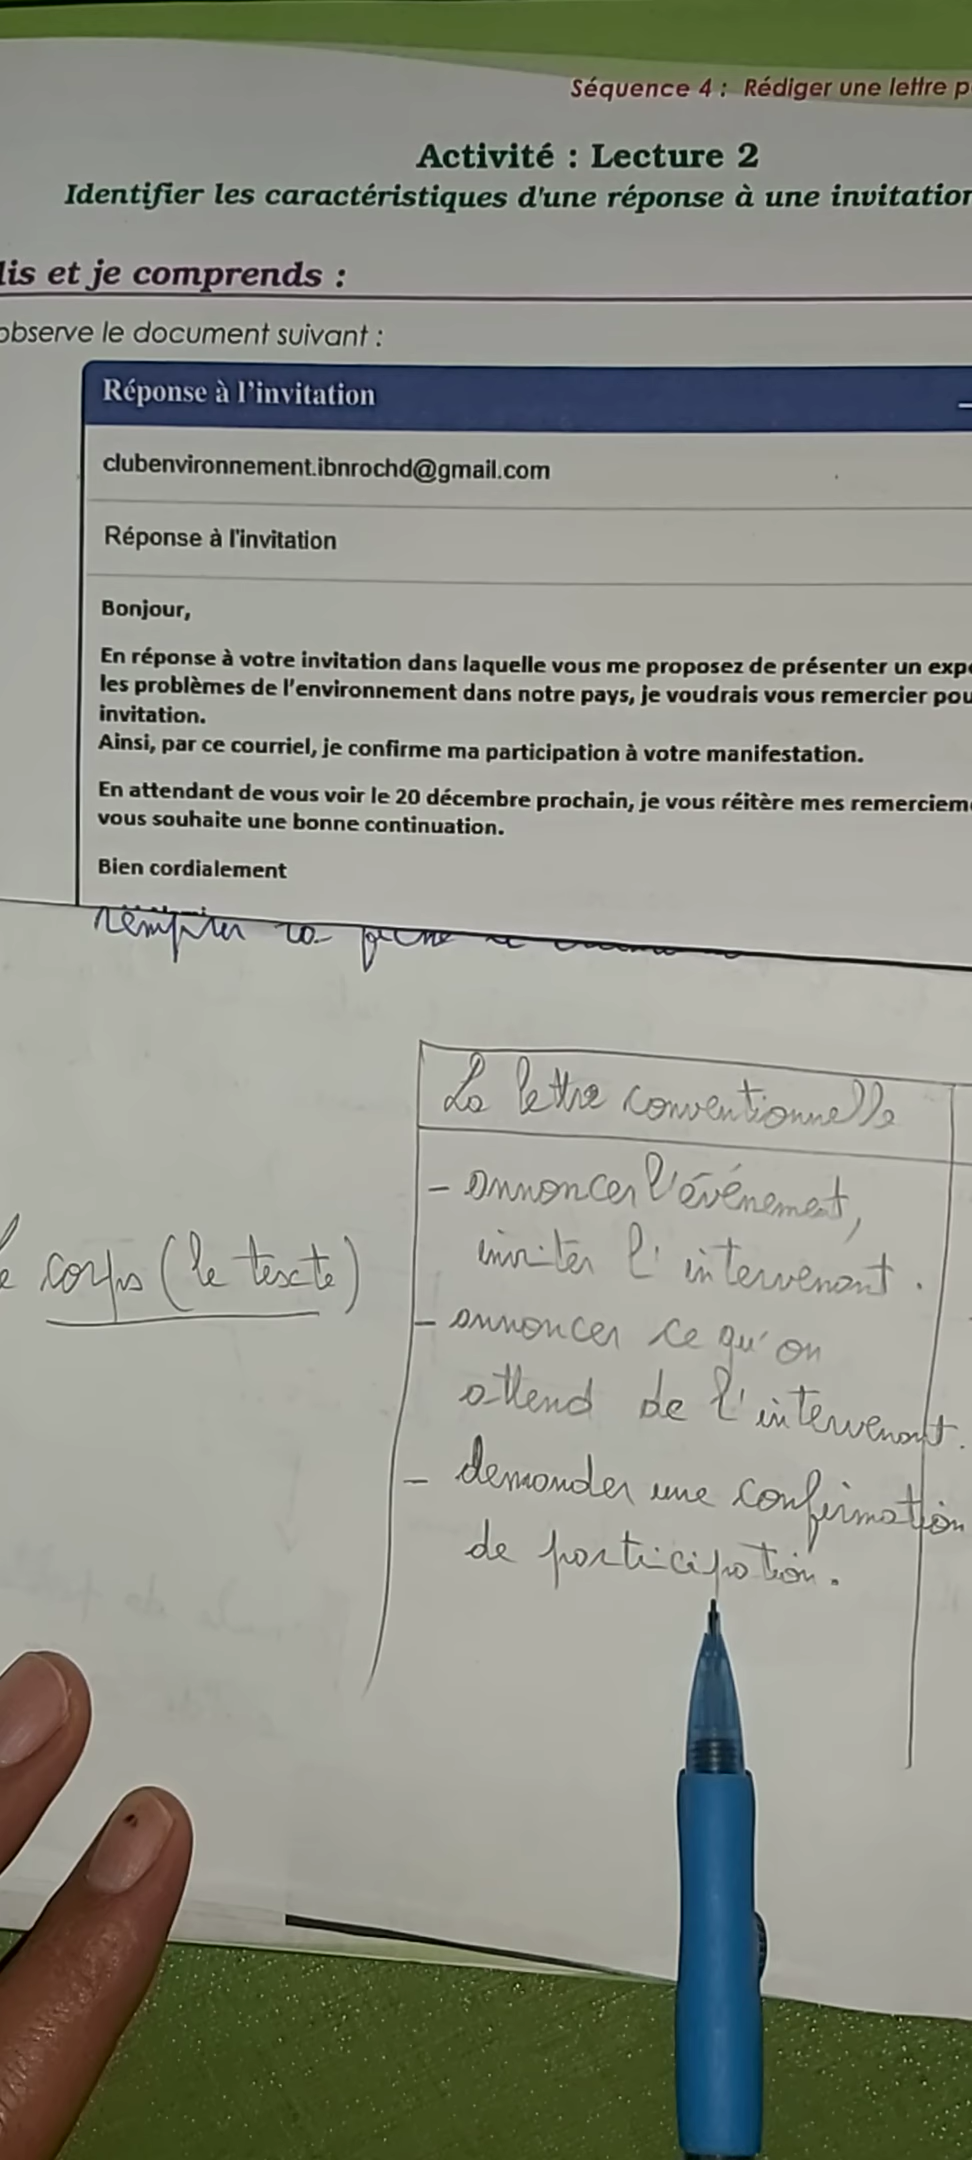 Séquence 4 : Rédiger une lettre p
Activité : Lecture 2
Identifier les caractéristiques d'une réponse à une invitation
lis et je comprends :
observe le document suivant :
Réponse à l'invitation
clubenvironnement.ibnrochd@gmail.com
Réponse à l'invitation
Bonjour,
En réponse à votre invitation dans laquelle vous me proposez de présenter un expo
les problèmes de l'environnement dans notre pays, je voudrais vous remercier pou
invitation.
Ainsi, par ce courriel, je confirme ma participation à votre manifestation.
En attendant de vous voir le 20 décembre prochain, je vous réitère mes remerciem
vous souhaite une bonne continuation.
Bien cordialement
La lettre conventionnelle
- annoncer l'événement,
inviter l'intervenant.
le corps (le texte)
- annoncer ce qu'on
attend de l'intervenant.
- demander une confirmation
de participation.